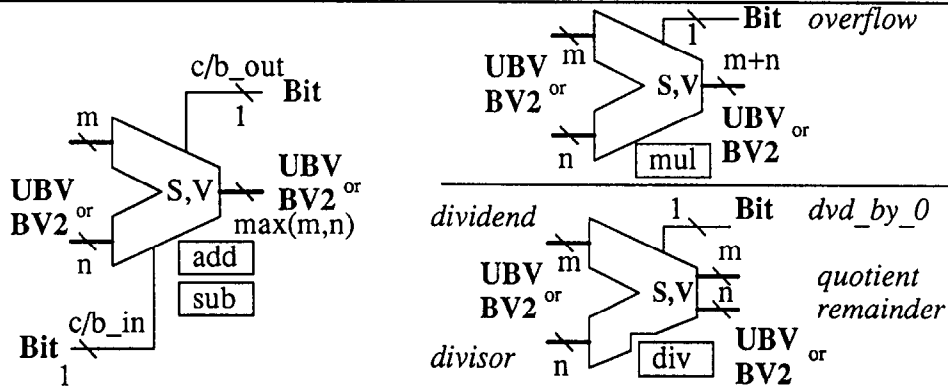 c/b_out
1
Bit
m
UBV
BV2 or
n
S,V
UBV
BV2 or
max(m,n)
add
sub
c/b_in
Bit
1
Bit overflow
1
m
m+n
UBV
BV2 or
S,V
UBV or
BV2
n
mul
dividend
1
Bit dvd_by_0
m
m
UBV
BV2 or
S,V
quotient
n
remainder
divisor
n
div
UBV
BV2 or